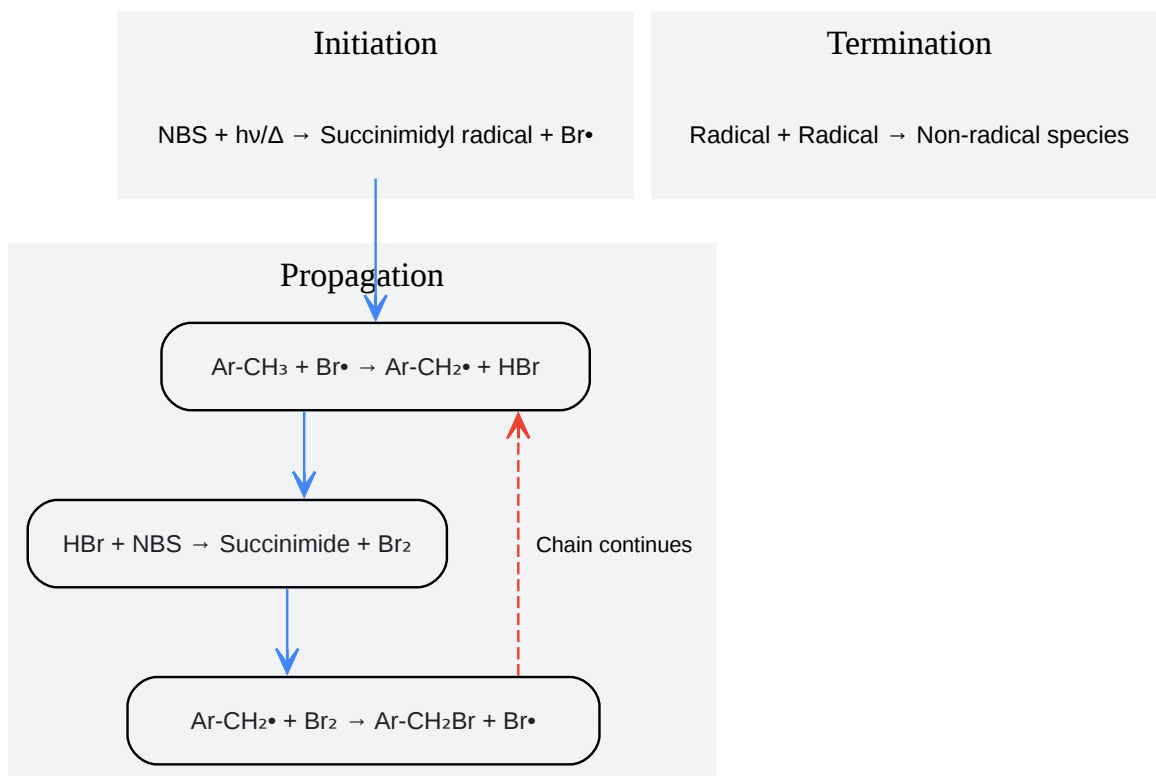 Initiation
NBS + hν/Δ → Succinimidyl radical + Br•
Termination
Radical + Radical → Non-radical species
Propagation
Ar-CH₃ + Br• → Ar-CH₂• + HBr
HBr + NBS → Succinimide + Br₂
Chain continues
Ar-CH₂• + Br₂ → Ar-CH₂Br + Br•